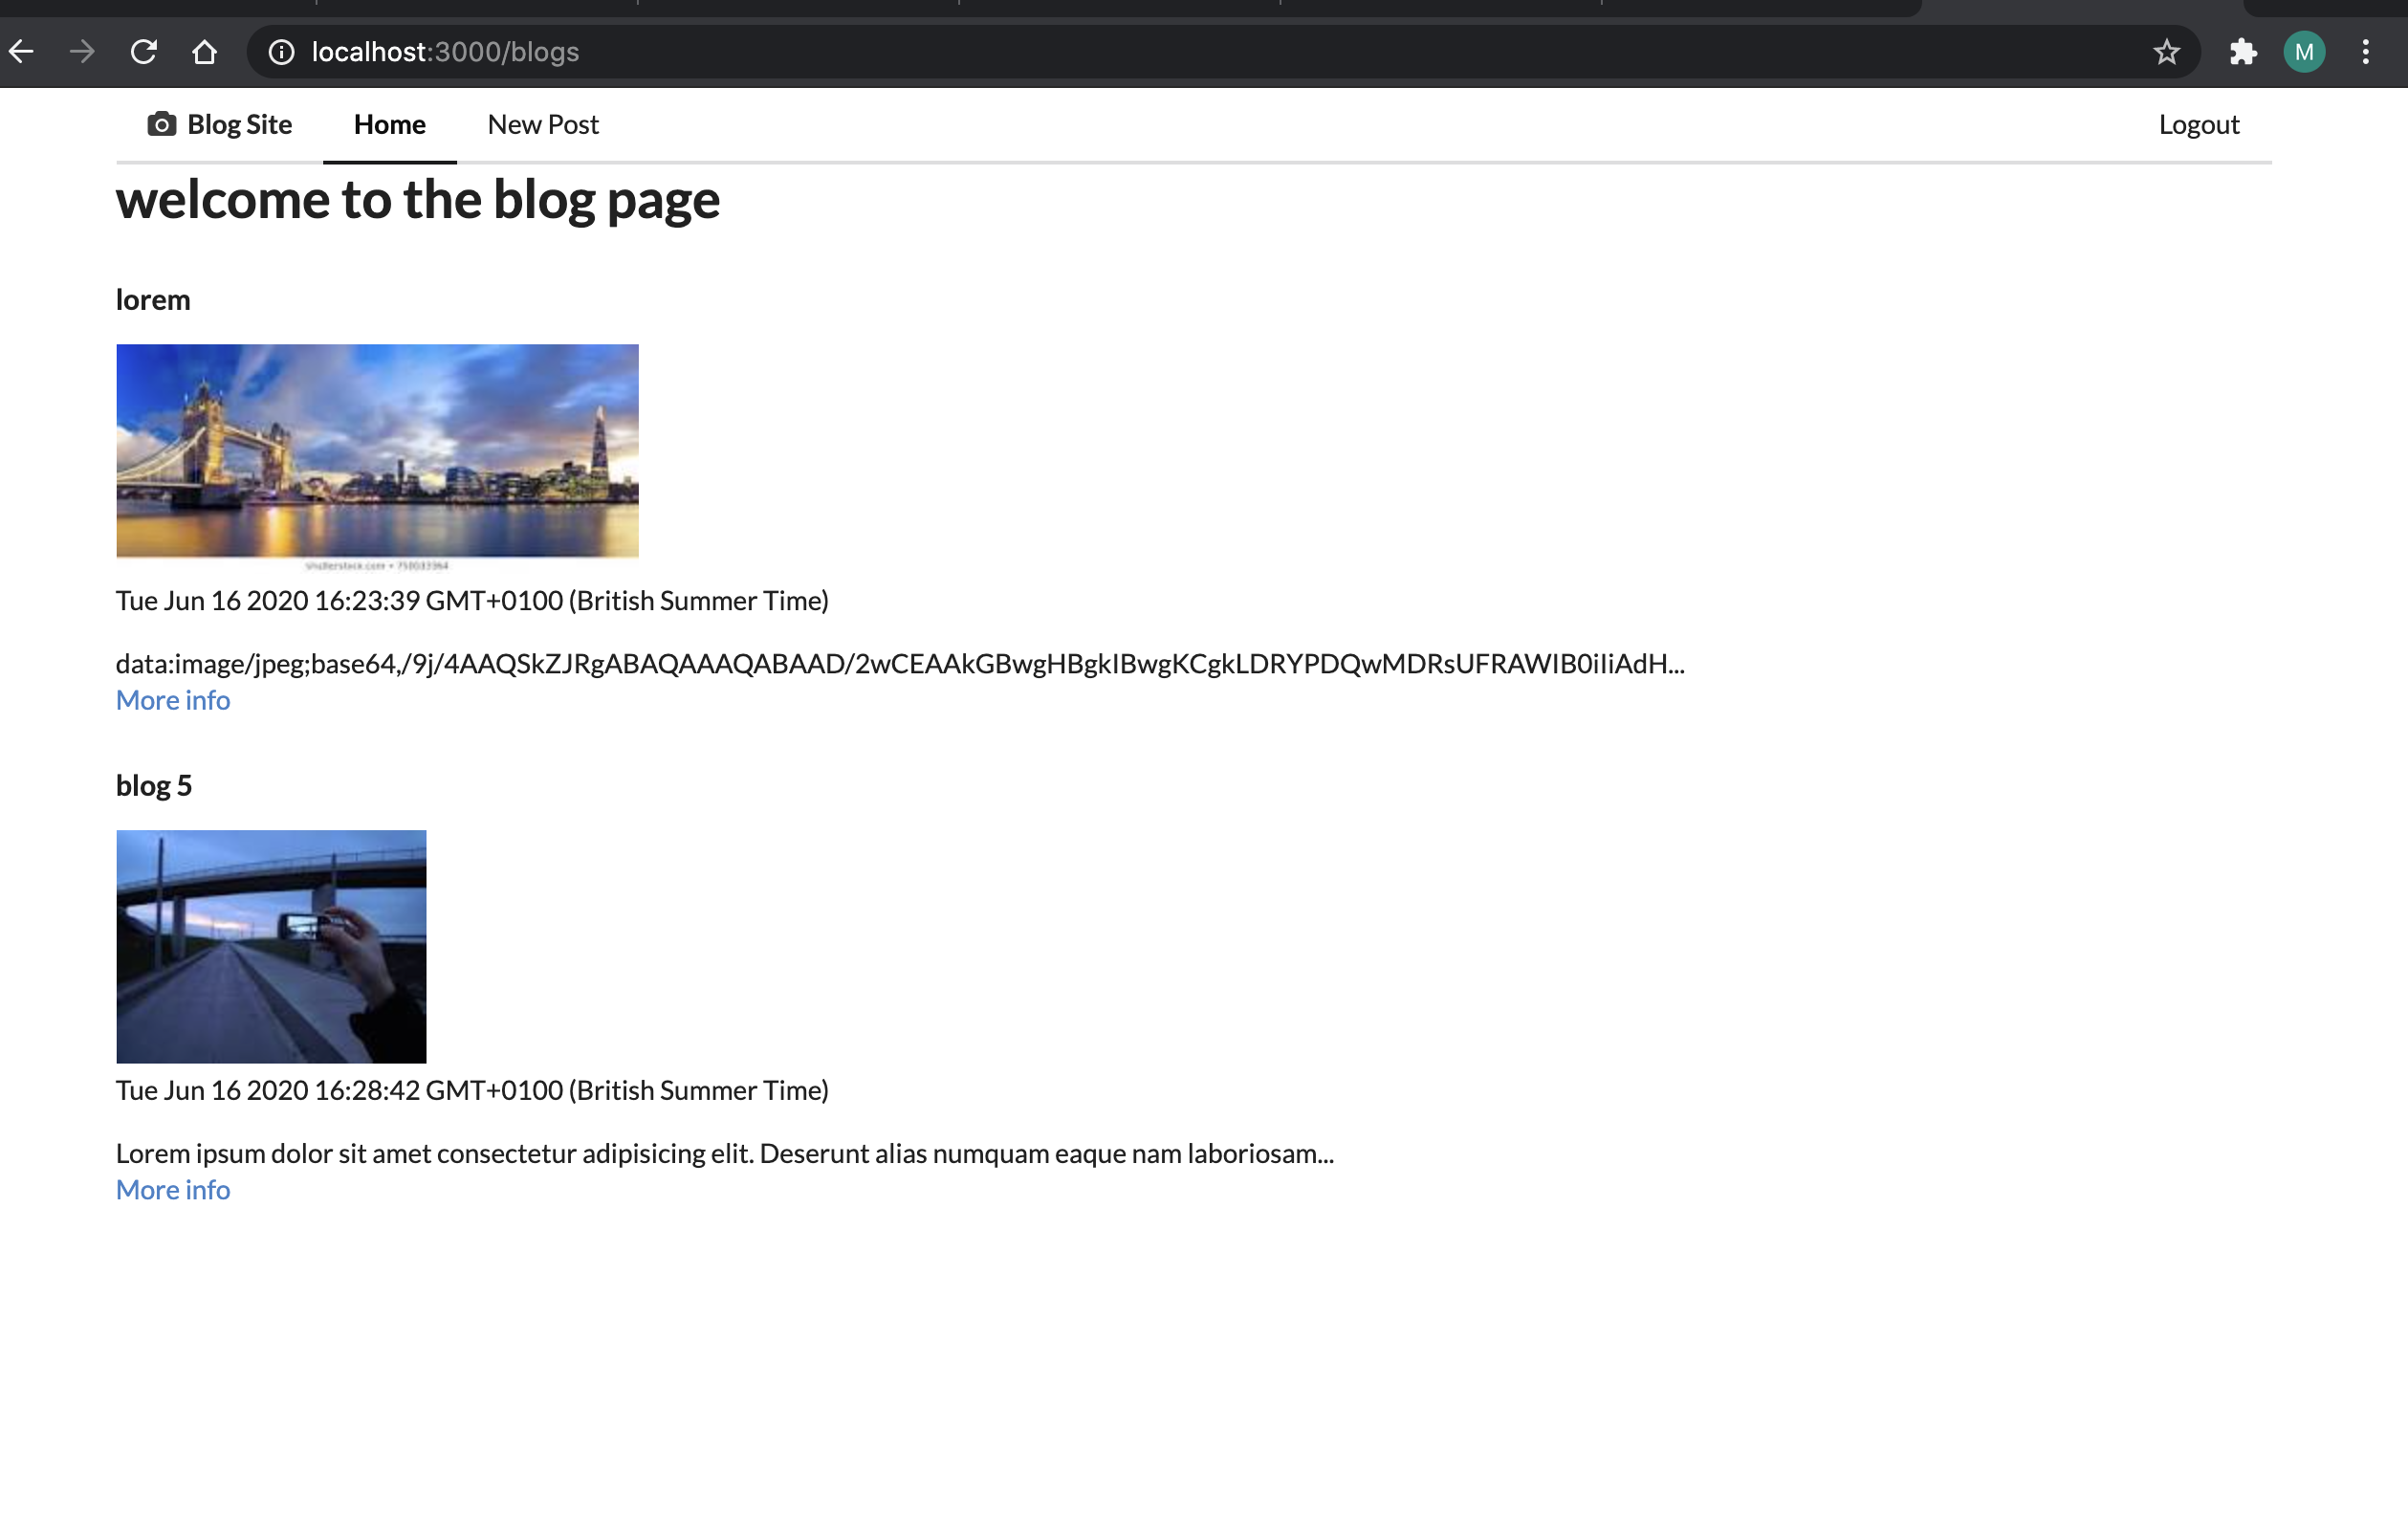 localhost:3000/blogs
M
Blog Site Home New Post Logout
welcome to the blog page
lorem
shutterstock.com • 758033364
Tue Jun 16 2020 16:23:39 GMT+0100 (British Summer Time)
data:image/jpeg;base64,/9j/4AAQSkZJRgABAQAAAQABAAD/2wCEAAkGBwgHBgkIBwgKCgkLDRYPDQwMDRsUFRAWIB0iIiAdH...
More info
blog 5
Tue Jun 16 2020 16:28:42 GMT+0100 (British Summer Time)
Lorem ipsum dolor sit amet consectetur adipisicing elit. Deserunt alias numquam eaque nam laboriosam...
More info